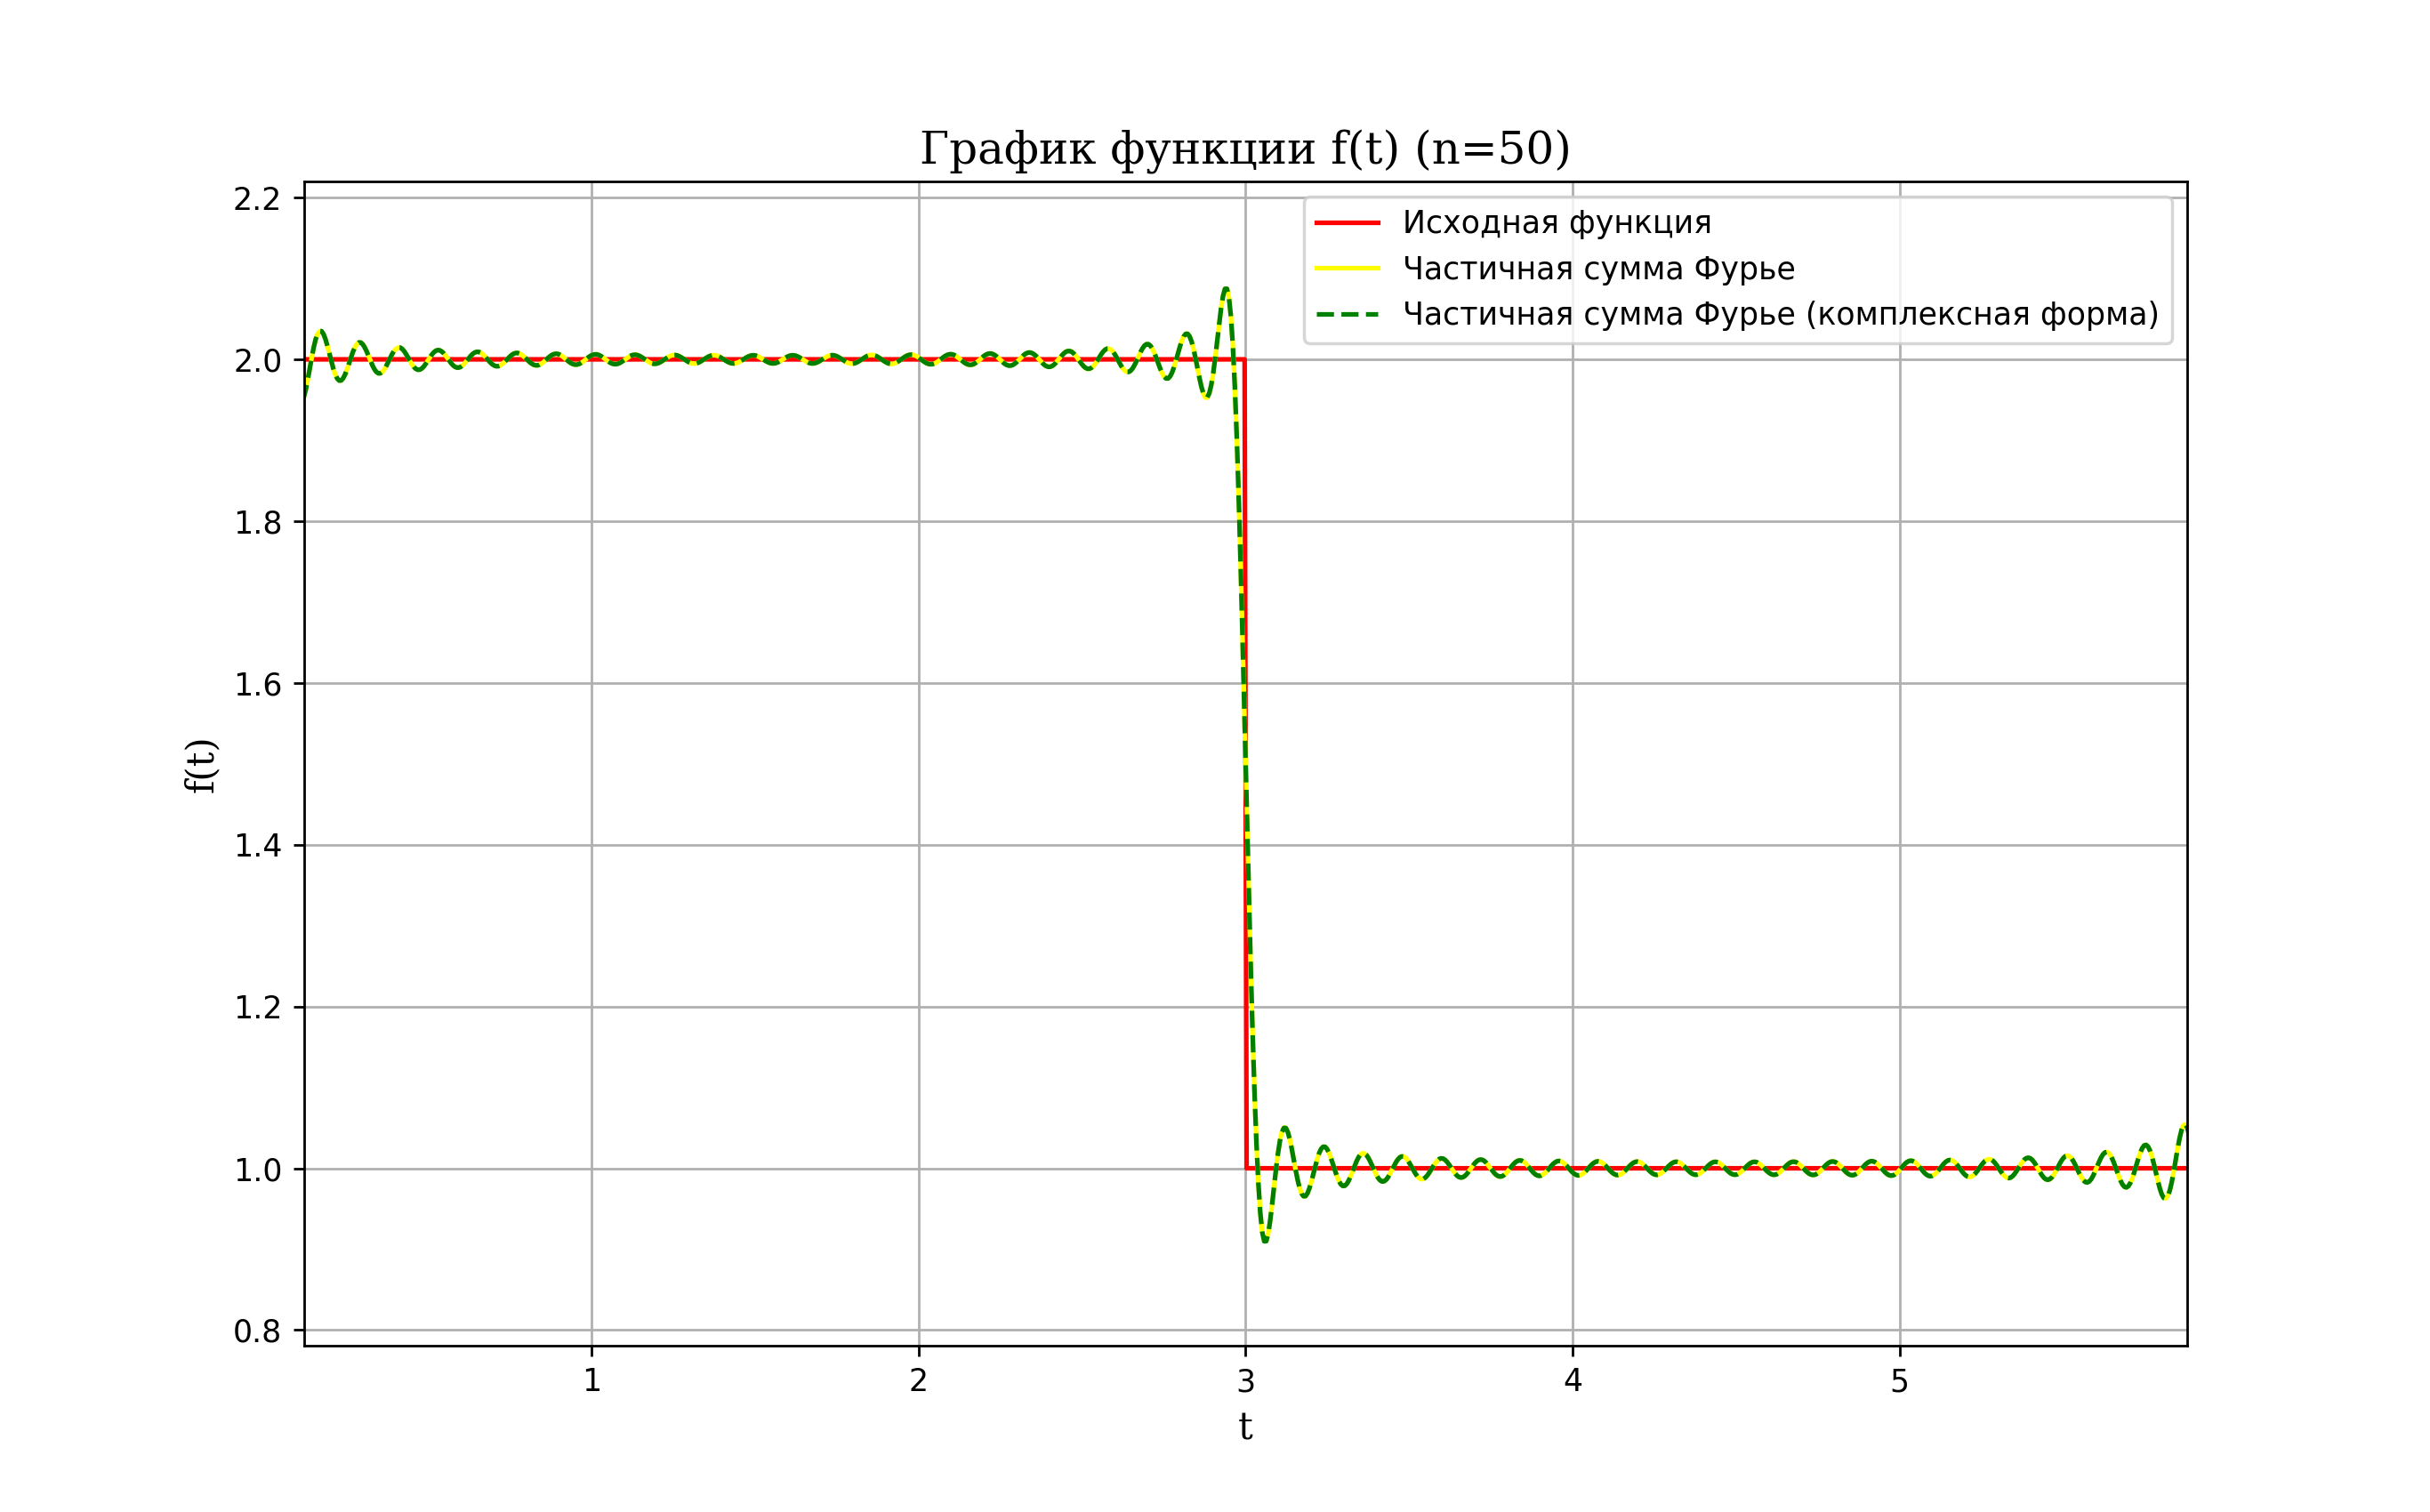 График функции f(t) (n=50)
Исходная функция
Частичная сумма Фурье
Частичная сумма Фурье (комплексная форма)
f(t)
2.2
2.0
1.8
1.6
1.4
1.2
1.0
0.8
1 2 3 4 5
t